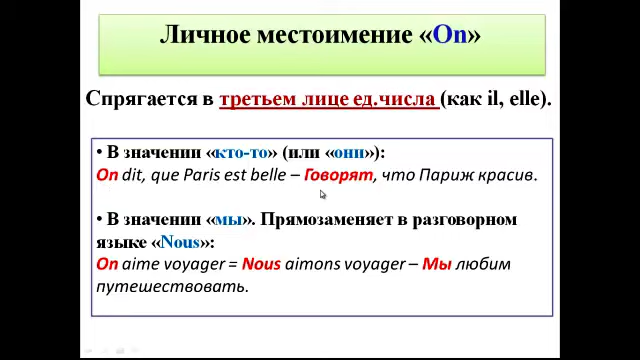 Личное местоимение «On»
Спрягается в третьем лице ед.числа (как il, elle).
• В значении «кто-то» (или «они»):
On dit, que Paris est belle – Говорят, что Париж красив.
• В значении «мы». Прямозаменяет в разговорном
языке «Nous»:
On aime voyager = Nous aimons voyager – Мы любим
путешествовать.